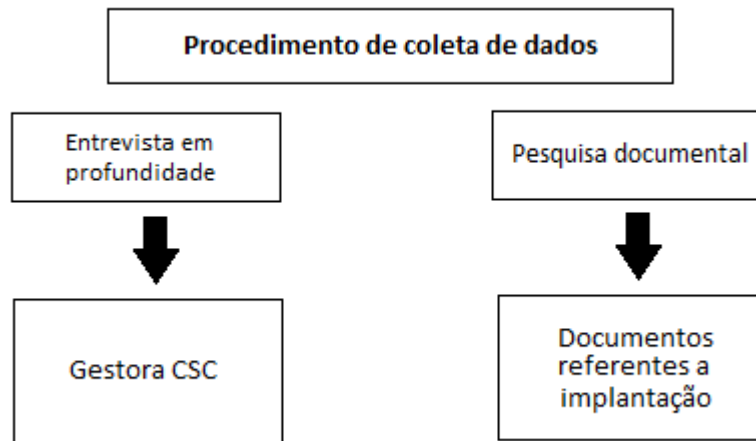 Procedimento de coleta de dados
Entrevista em
profundidade
Pesquisa documental
Gestora CSC
Documentos
referentes a
implantação